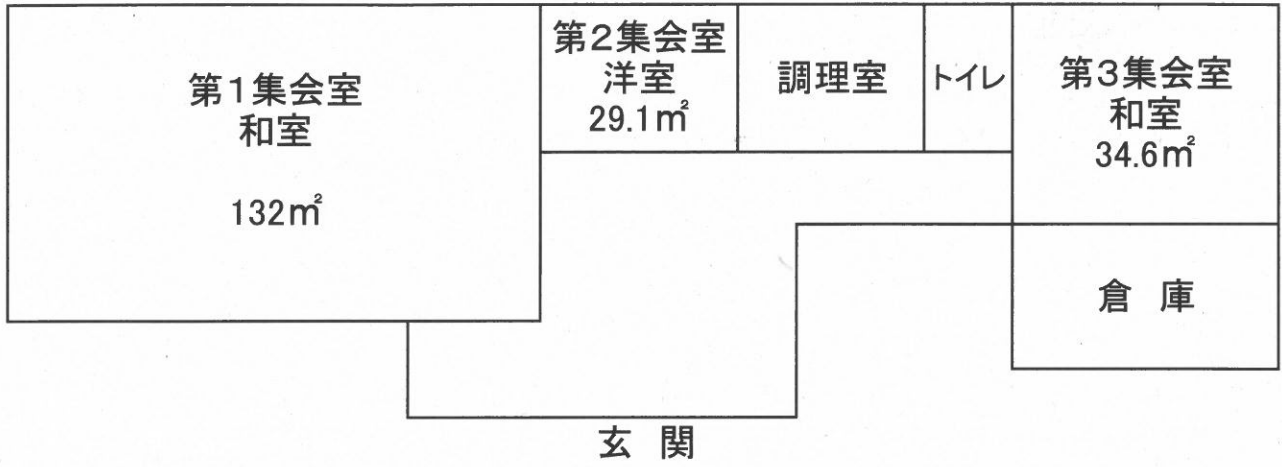 第1集会室
和室
132㎡
第2集会室
洋室
29.1㎡
調理室
トイレ
第3集会室
和室
34.6㎡
倉 庫
玄 関